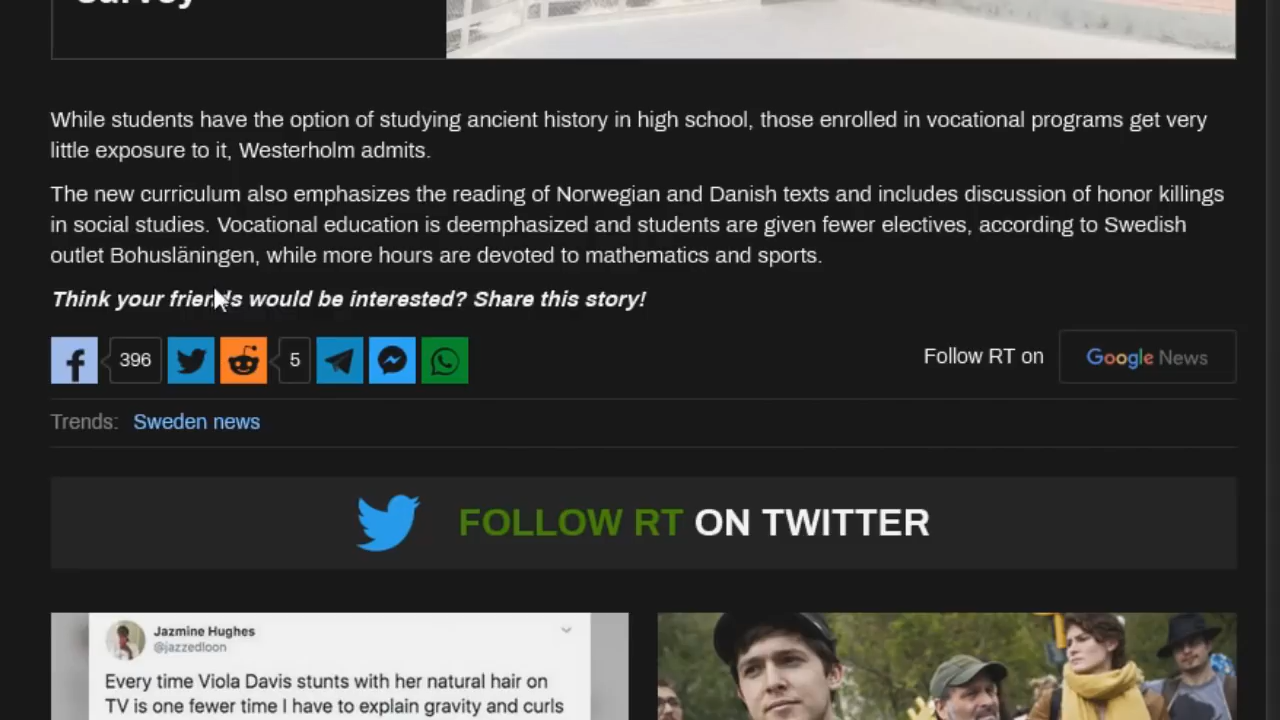 While students have the option of studying ancient history in high school, those enrolled in vocational programs get very
little exposure to it, Westerholm admits.
The new curriculum also emphasizes the reading of Norwegian and Danish texts and includes discussion of honor killings
in social studies. Vocational education is deemphasized and students are given fewer electives, according to Swedish
outlet Bohusläningen, while more hours are devoted to mathematics and sports.
Think your friends would be interested? Share this story!
396
5
Follow RT on
Google News
Trends: Sweden news
FOLLOW RT ON TWITTER
Jazmine Hughes
@jazzedloon
Every time Viola Davis stunts with her natural hair on
TV is one fewer time I have to explain gravity and curls